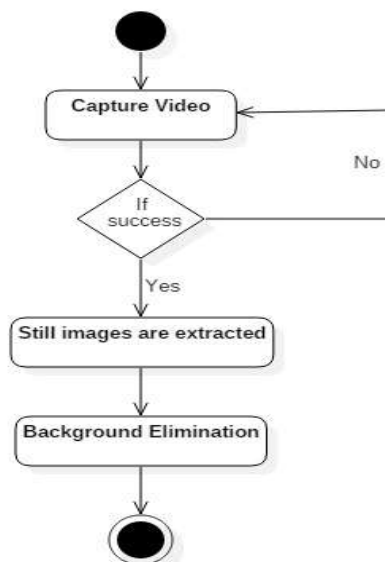 Capture Video
No
If
success
Yes
Still images are extracted
Background Elimination